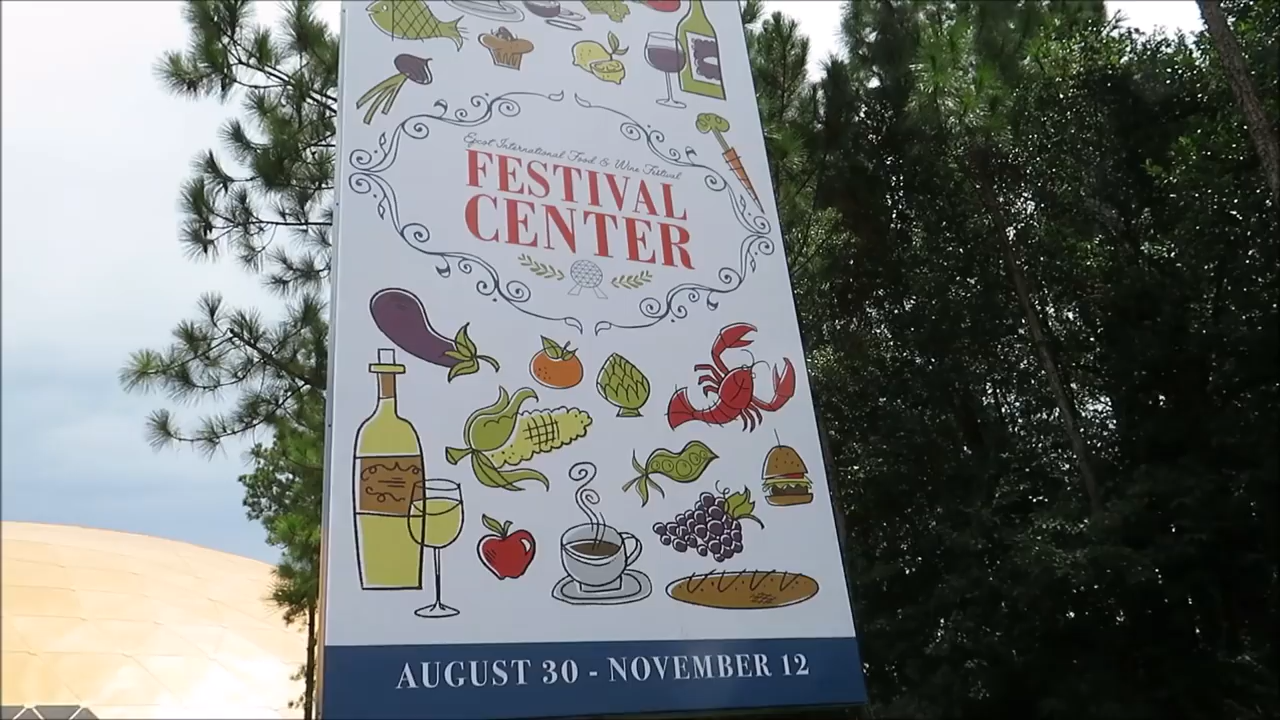 Epcot International Food & Wine Festival
FESTIVAL
CENTER
AUGUST 30 - NOVEMBER 12